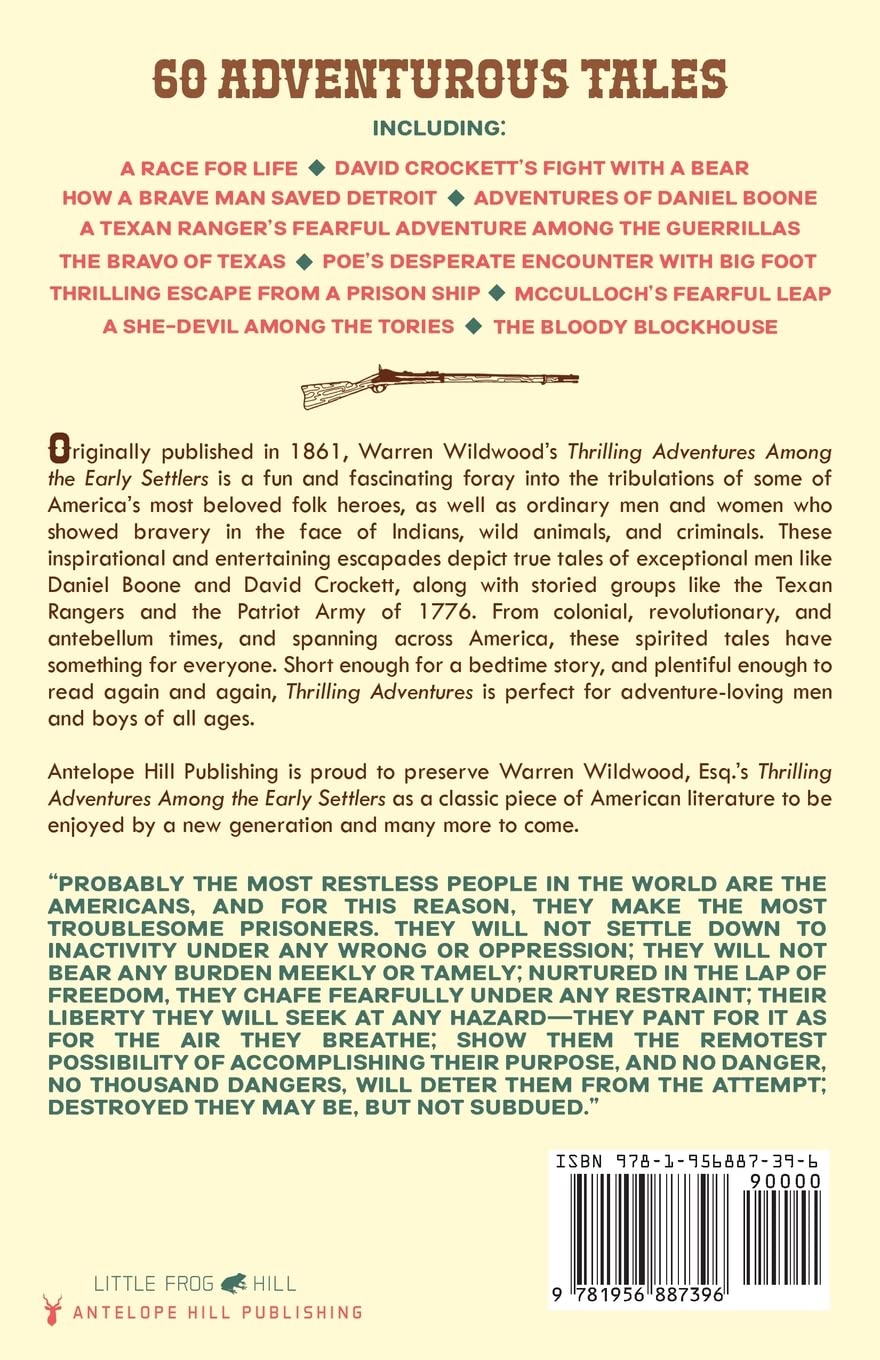 60 ADVENTUROUS TALES
INCLUDING:
A RACE FOR LIFE ◆ DAVID CROCKETT'S FIGHT WITH A BEAR
HOW A BRAVE MAN SAVED DETROIT ◆ ADVENTURES OF DANIEL BOONE
A TEXAN RANGER'S FEARFUL ADVENTURE AMONG THE GUERRILLAS
THE BRAVO OF TEXAS ◆ POE'S DESPERATE ENCOUNTER WITH BIG FOOT
THRILLING ESCAPE FROM A PRISON SHIP ◆ MCCULLOCH'S FEARFUL LEAP
A SHE-DEVIL AMONG THE TORIES ◆ THE BLOODY BLOCKHOUSE
Originally published in 1861, Warren Wildwood's Thrilling Adventures Among
the Early Settlers is a fun and fascinating foray into the tribulations of some of
America's most beloved folk heroes, as well as ordinary men and women who
showed bravery in the face of Indians, wild animals, and criminals. These
inspirational and entertaining escapades depict true tales of exceptional men like
Daniel Boone and David Crockett, along with storied groups like the Texan
Rangers and the Patriot Army of 1776. From colonial, revolutionary, and
antebellum times, and spanning across America, these spirited tales have
something for everyone. Short enough for a bedtime story, and plentiful enough to
read again and again, Thrilling Adventures is perfect for adventure-loving men
and boys of all ages.
Antelope Hill Publishing is proud to preserve Warren Wildwood, Esq.'s Thrilling
Adventures Among the Early Settlers as a classic piece of American literature to be
enjoyed by a new generation and many more to come.
"PROBABLY THE MOST RESTLESS PEOPLE IN THE WORLD ARE THE
AMERICANS, AND FOR THIS REASON, THEY MAKE THE MOST
TROUBLESOME PRISONERS. THEY WILL NOT SETTLE DOWN TO
INACTIVITY UNDER ANY WRONG OR OPPRESSION; THEY WILL NOT
BEAR ANY BURDEN MEEKLY OR TAMELY; NURTURED IN THE LAP OF
FREEDOM, THEY CHAFE FEARFULLY UNDER ANY RESTRAINT; THEIR
LIBERTY THEY WILL SEEK AT ANY HAZARD—THEY PANT FOR IT AS
FOR THE AIR THEY BREATHE; SHOW THEM THE REMOTEST
POSSIBILITY OF ACCOMPLISHING THEIR PURPOSE, AND NO DANGER,
NO THOUSAND DANGERS, WILL DETER THEM FROM THE ATTEMPT;
DESTROYED THEY MAY BE, BUT NOT SUBDUED."
ISBN 978-1-956887-39-6
90000
9 781956 887396
LITTLE FROG HILL
ANTELOPE HILL PUBLISHING